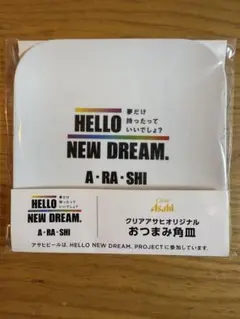 夢だけ
持ったって
いいでしょ？
HELLO
NEW DREAM.
A・RA・SHI
夢だけ
持ったって
いいでしょ？
HELLO
NEW DREAM.
A・RA・SHI
Clear
Asahi
クリアアサヒオリジナル
おつまみ角皿
アサヒビールは、HELLO NEW DREAM. PROJECTに参加しています。